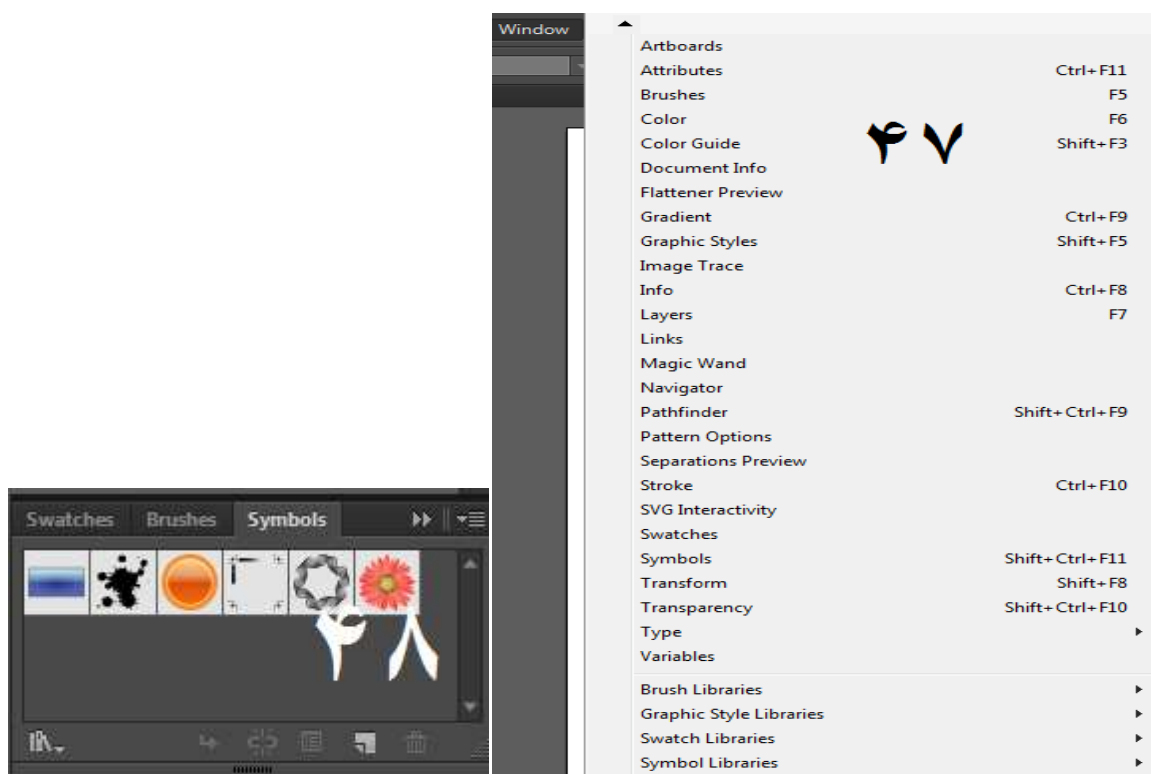 Window
Artboards
Attributes Ctrl+F11
Brushes F5
Color F6
۴۷
Color Guide Shift+F3
Document Info
Flattener Preview
Gradient Ctrl+F9
Graphic Styles Shift+F5
Image Trace
Info Ctrl+F8
Layers F7
Links
Magic Wand
Navigator
Pathfinder Shift+Ctrl+F9
Pattern Options
Separations Preview
Stroke Ctrl+F10
SVG Interactivity
Swatches
Symbols Shift+Ctrl+F11
Transform Shift+F8
Transparency Shift+Ctrl+F10
Type
Variables
Brush Libraries
Graphic Style Libraries
Swatch Libraries
Symbol Libraries
Swatches Brushes Symbols
۴۸